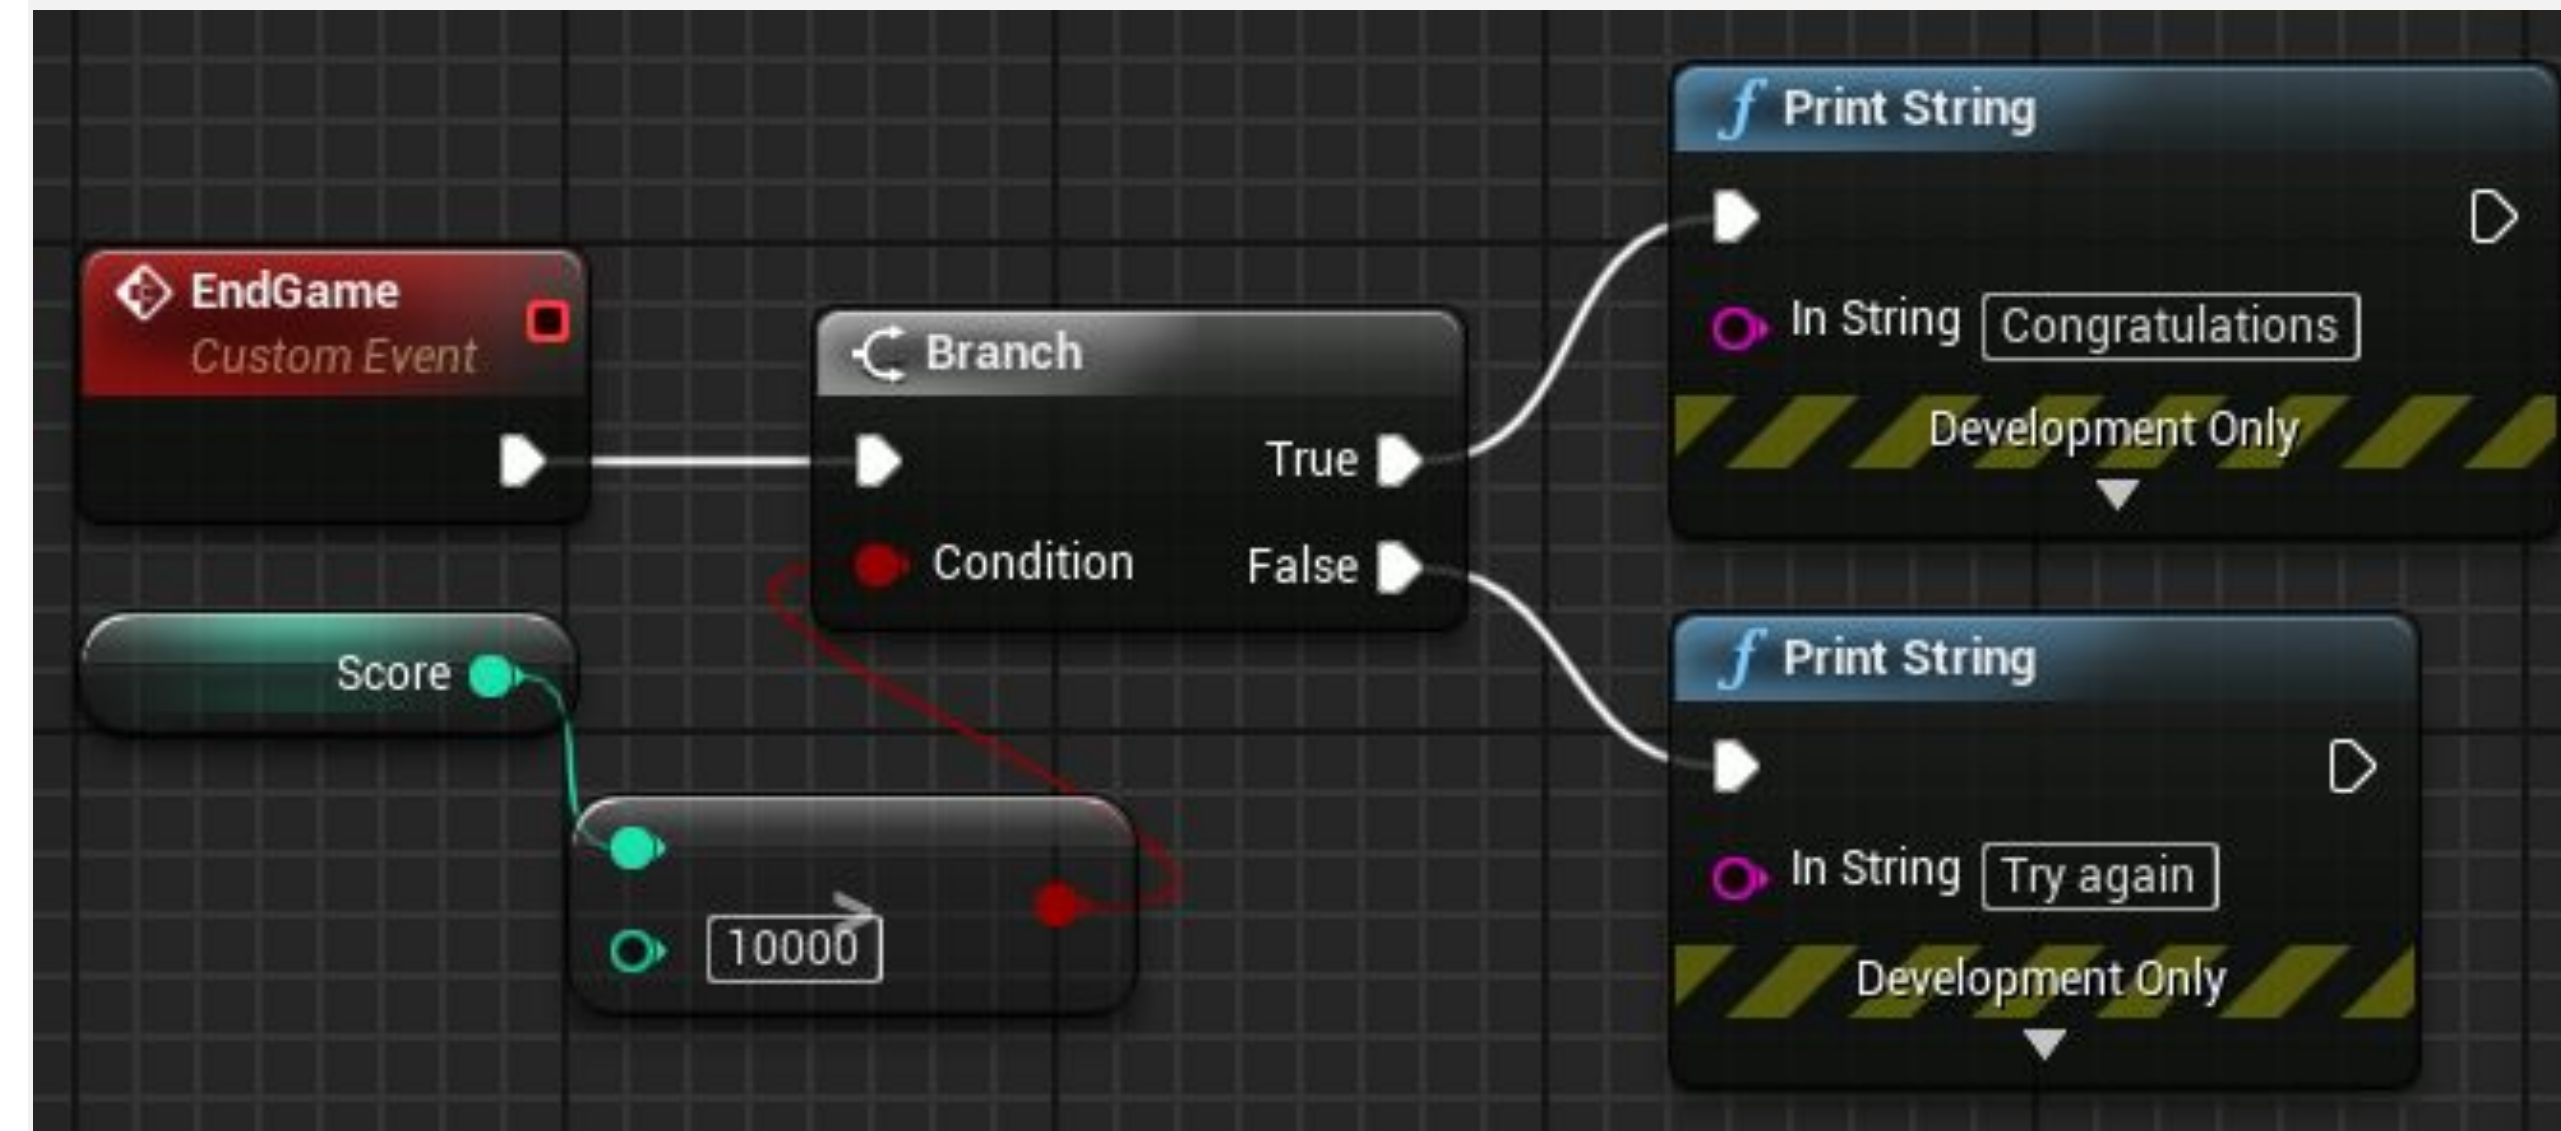 EndGame
Custom Event
Score
>
10000
Branch
True
Condition
False
f Print String
In String Congratulations
Development Only
f Print String
In String Try again
Development Only